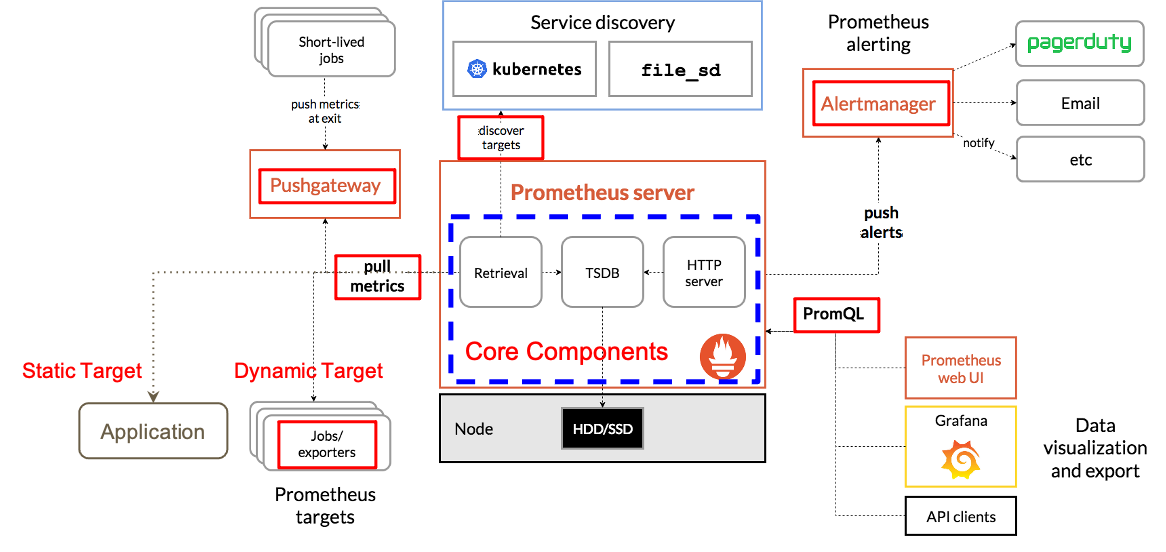 Short-lived
jobs
push metrics
at exit
Pushgateway
Service discovery
kubernetes
file_sd
discover
targets
Prometheus
alerting
Alertmanager
pagerduty
Email
notify
etc
push
alerts
Prometheus server
pull
metrics
Retrieval
TSDB
HTTP
server
Core Components
Node
HDD/SSD
Static Target
Dynamic Target
Application
Jobs/
exporters
Prometheus
targets
PromQL
Prometheus
web UI
Grafana
API clients
Data
visualization
and export